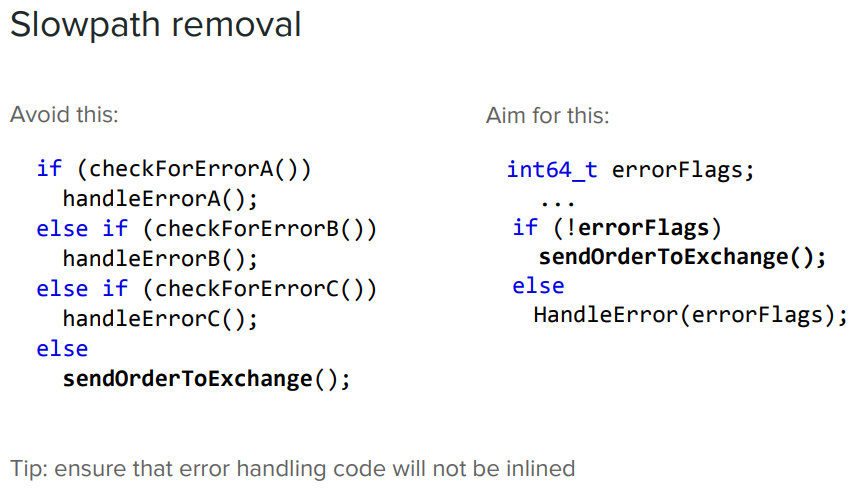 Slowpath removal
Avoid this:
if (checkForErrorA())
handleErrorA();
else if (checkForErrorB())
handleErrorB();
else if (checkForErrorC())
handleErrorC();
else
sendOrderToExchange();
Aim for this:
int64_t errorFlags;
...
if (!errorFlags)
sendOrderToExchange();
else
HandleError(errorFlags);
Tip: ensure that error handling code will not be inlined